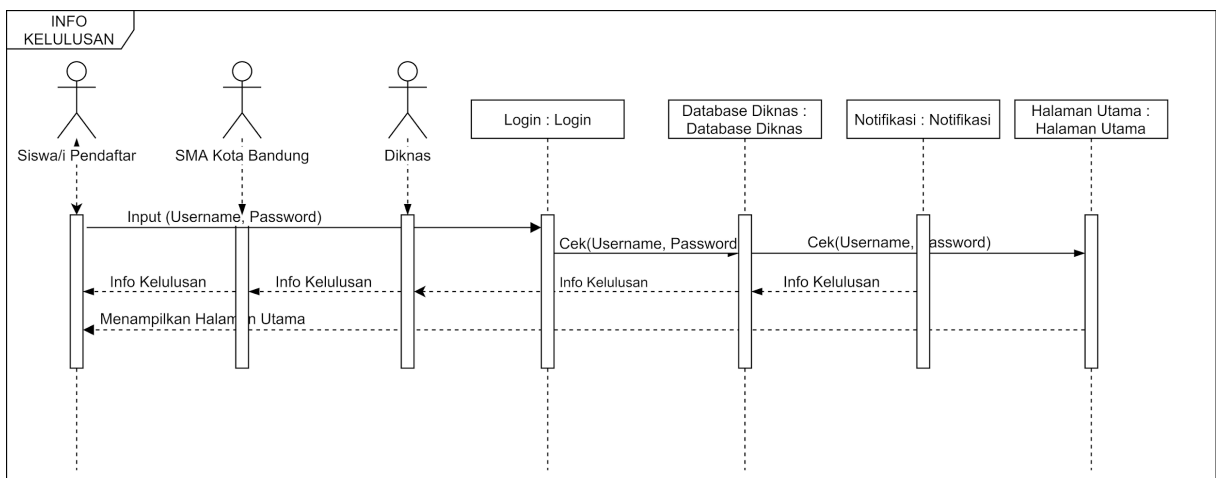 INFO
KELULUSAN
Siswa/i Pendaftar
SMA Kota Bandung
Diknas
Login : Login
Database Diknas :
Database Diknas
Notifikasi : Notifikasi
Halaman Utama :
Halaman Utama
Input (Username, Password)
Cek(Username, Password
Cek(Username, Password)
Info Kelulusan
Info Kelulusan
Info Kelulusan
Info Kelulusan
Menampilkan Halaman Utama